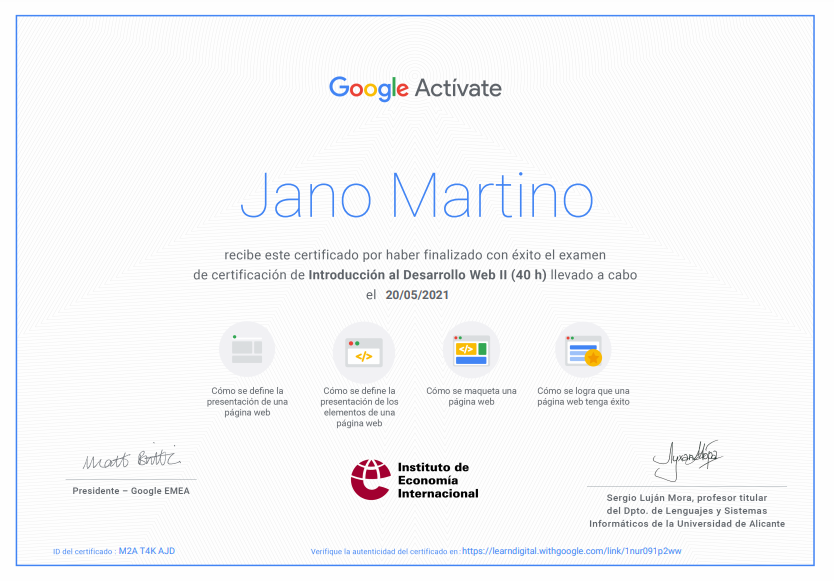 Google Actívate
Jano Martino
recibe este certificado por haber finalizado con éxito el examen
de certificación de Introducción al Desarrollo Web II (40 h) llevado a cabo
el 20/05/2021
Cómo se define la
presentación de una
página web
Cómo se define la
presentación de los
elementos de una
página web
Cómo se maqueta una
página web
Cómo se logra que una
página web tenga éxito
</>
</>
Presidente – Google EMEA
Instituto de
Economía
Internacional
Sergio Luján Mora, profesor titular
del Dpto. de Lenguajes y Sistemas
Informáticos de la Universidad de Alicante
ID del certificado : M2A T4K AJD
Verifique la autenticidad del certificado en: https://learndigital.withgoogle.com/link/1nur091p2ww